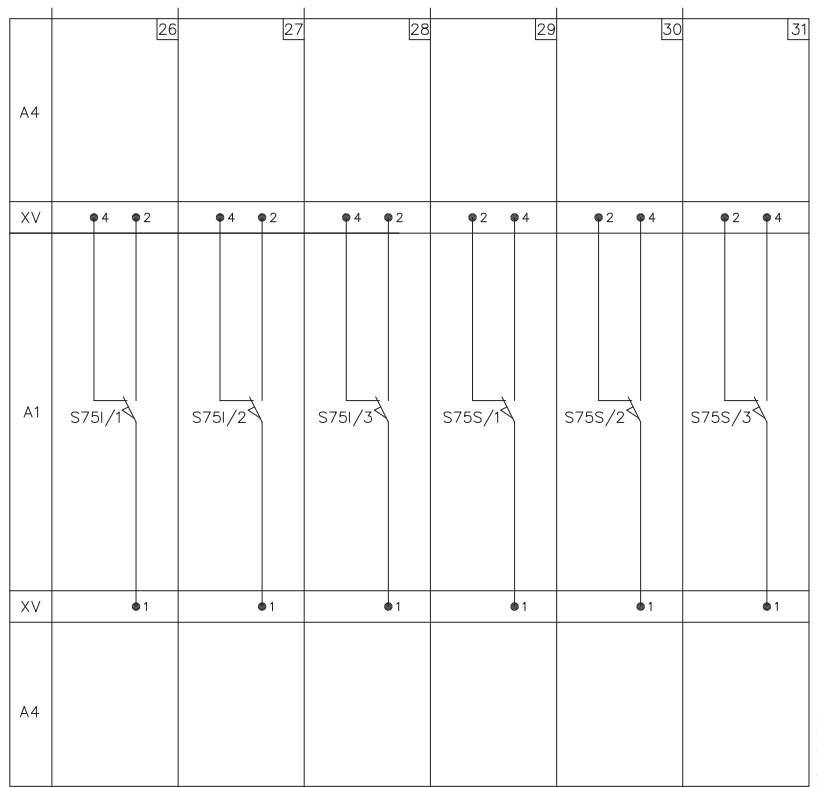 26 27 28 29 30 31
A4
XV 4 2 4 2 4 2 2 4 2 4 2 4
A1 S75I/1 S75I/2 S75I/3 S75S/1 S75S/2 S75S/3
XV 1 1 1 1 1 1
A4